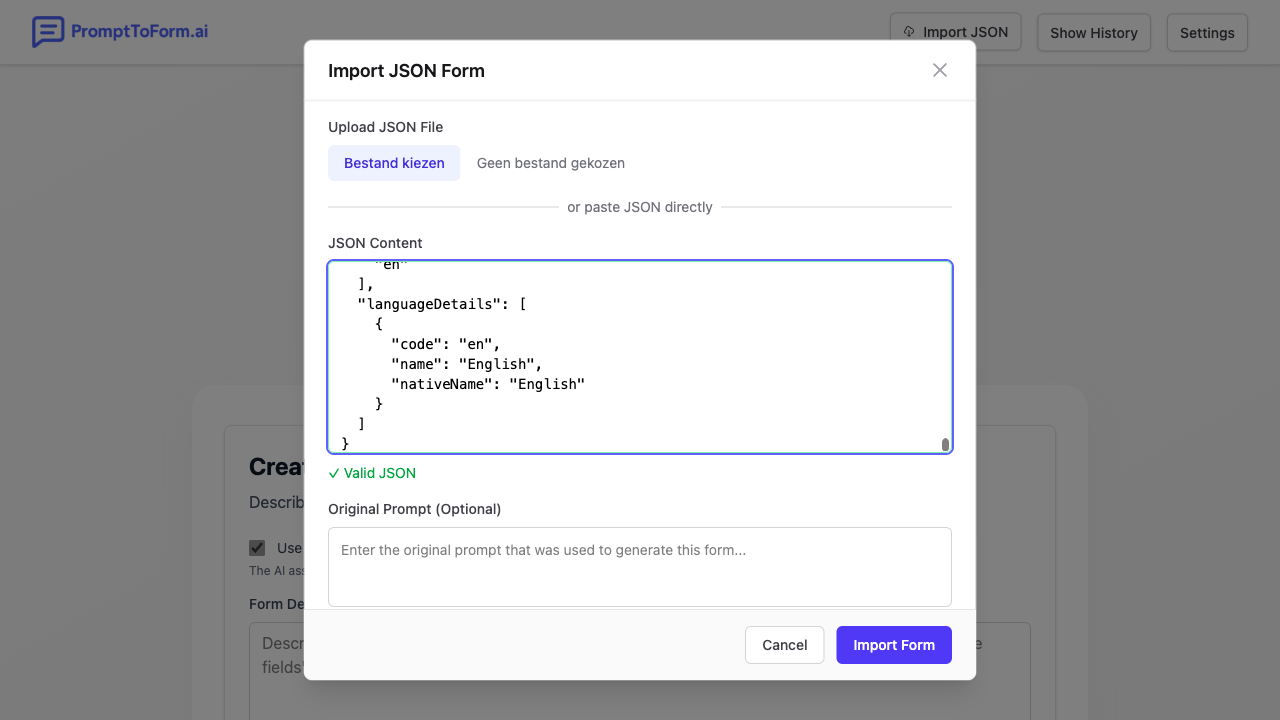 PromptToForm.ai
Import JSON
Show History
Settings
Import JSON Form
Upload JSON File
Bestand kiezen
Geen bestand gekozen
or paste JSON directly
JSON Content
"en"
],
"languageDetails": [
{
"code": "en",
"name": "English",
"nativeName": "English"
}
]
}
✓ Valid JSON
Original Prompt (Optional)
Enter the original prompt that was used to generate this form...
Crea
Describ
Use
The AI ass
Form De
Descr
e
fields"
Cancel
Import Form